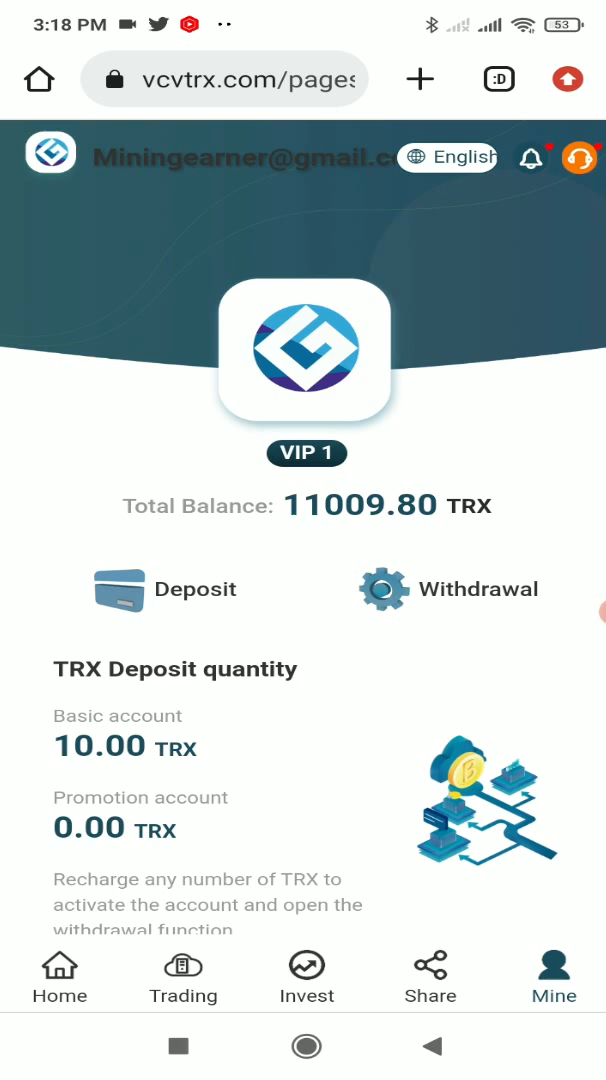 3:18 PM
53
vcvtrx.com/pages
:D
Miningearner@gmail.c
English
VIP 1
Total Balance: 11009.80 TRX
Deposit
Withdrawal
TRX Deposit quantity
Basic account
10.00 TRX
Promotion account
0.00 TRX
Recharge any number of TRX to
activate the account and open the
withdrawal function
Home
Trading
Invest
Share
Mine